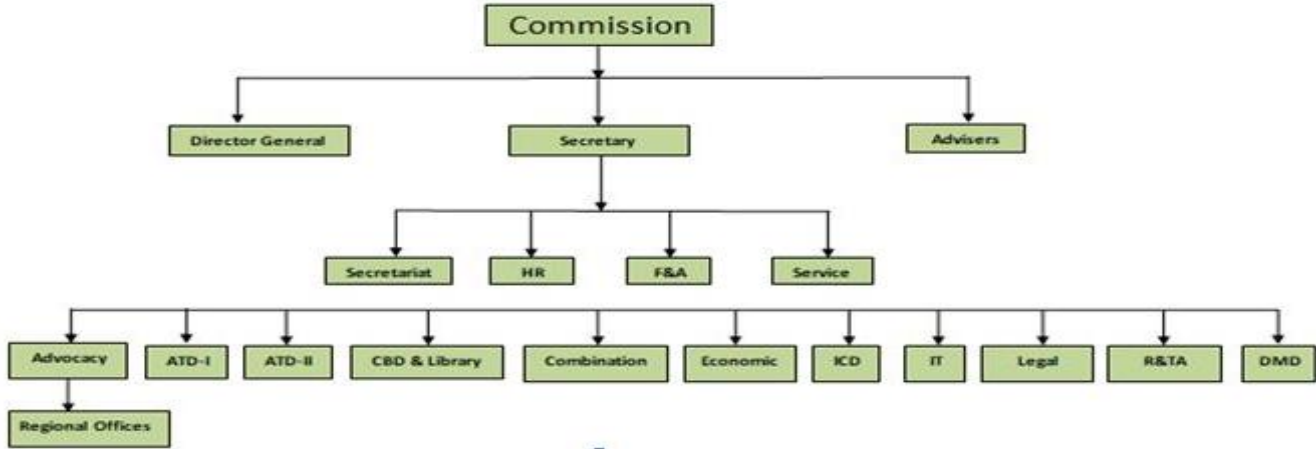 Commission
Director General
Secretary
Advisers
Secretariat
HR
F&A
Service
Advocacy
ATD-I
ATD-II
CBD & Library
Combination
Economic
ICD
IT
Legal
R&TA
DMD
Regional Offices